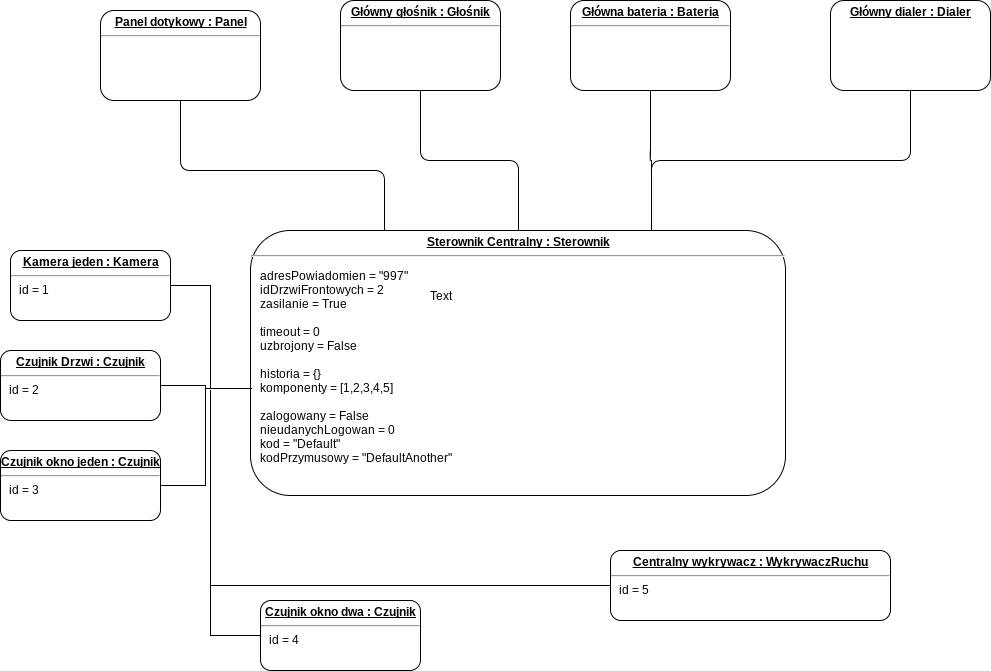 Panel dotykowy : Panel
Główny głośnik : Głośnik
Główna bateria : Bateria
Główny dialer : Dialer
Sterownik Centralny : Sterownik
adresPowiadomien = "997"
idDrzwiFrontowych = 2
zasilanie = True
Text
timeout = 0
uzbrojony = False
historia = {}
komponenty = [1,2,3,4,5]
zalogowany = False
nieudanychLogowan = 0
kod = "Default"
kodPrzymusowy = "DefaultAnother"
Kamera jeden : Kamera
id = 1
Czujnik Drzwi : Czujnik
id = 2
Czujnik okno jeden : Czujnik
id = 3
Centralny wykrywacz : WykrywaczRuchu
id = 5
Czujnik okno dwa : Czujnik
id = 4